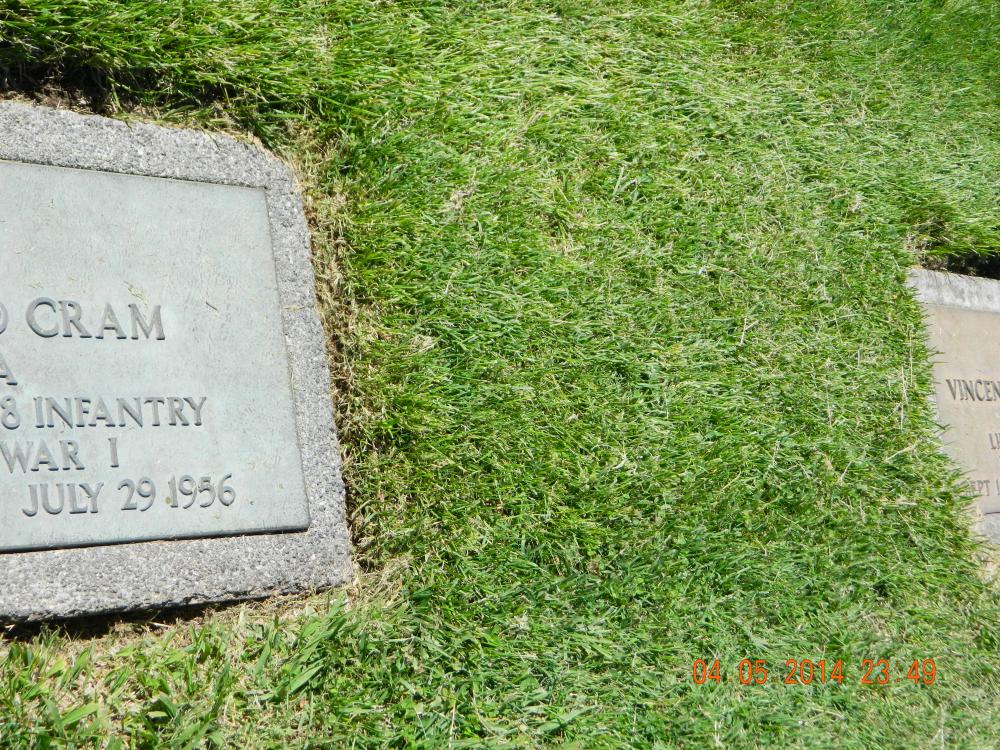 CRAM
8 INFANTRY
WAR I
JULY 29 1956
VINCEN
04 05 2014 23 49